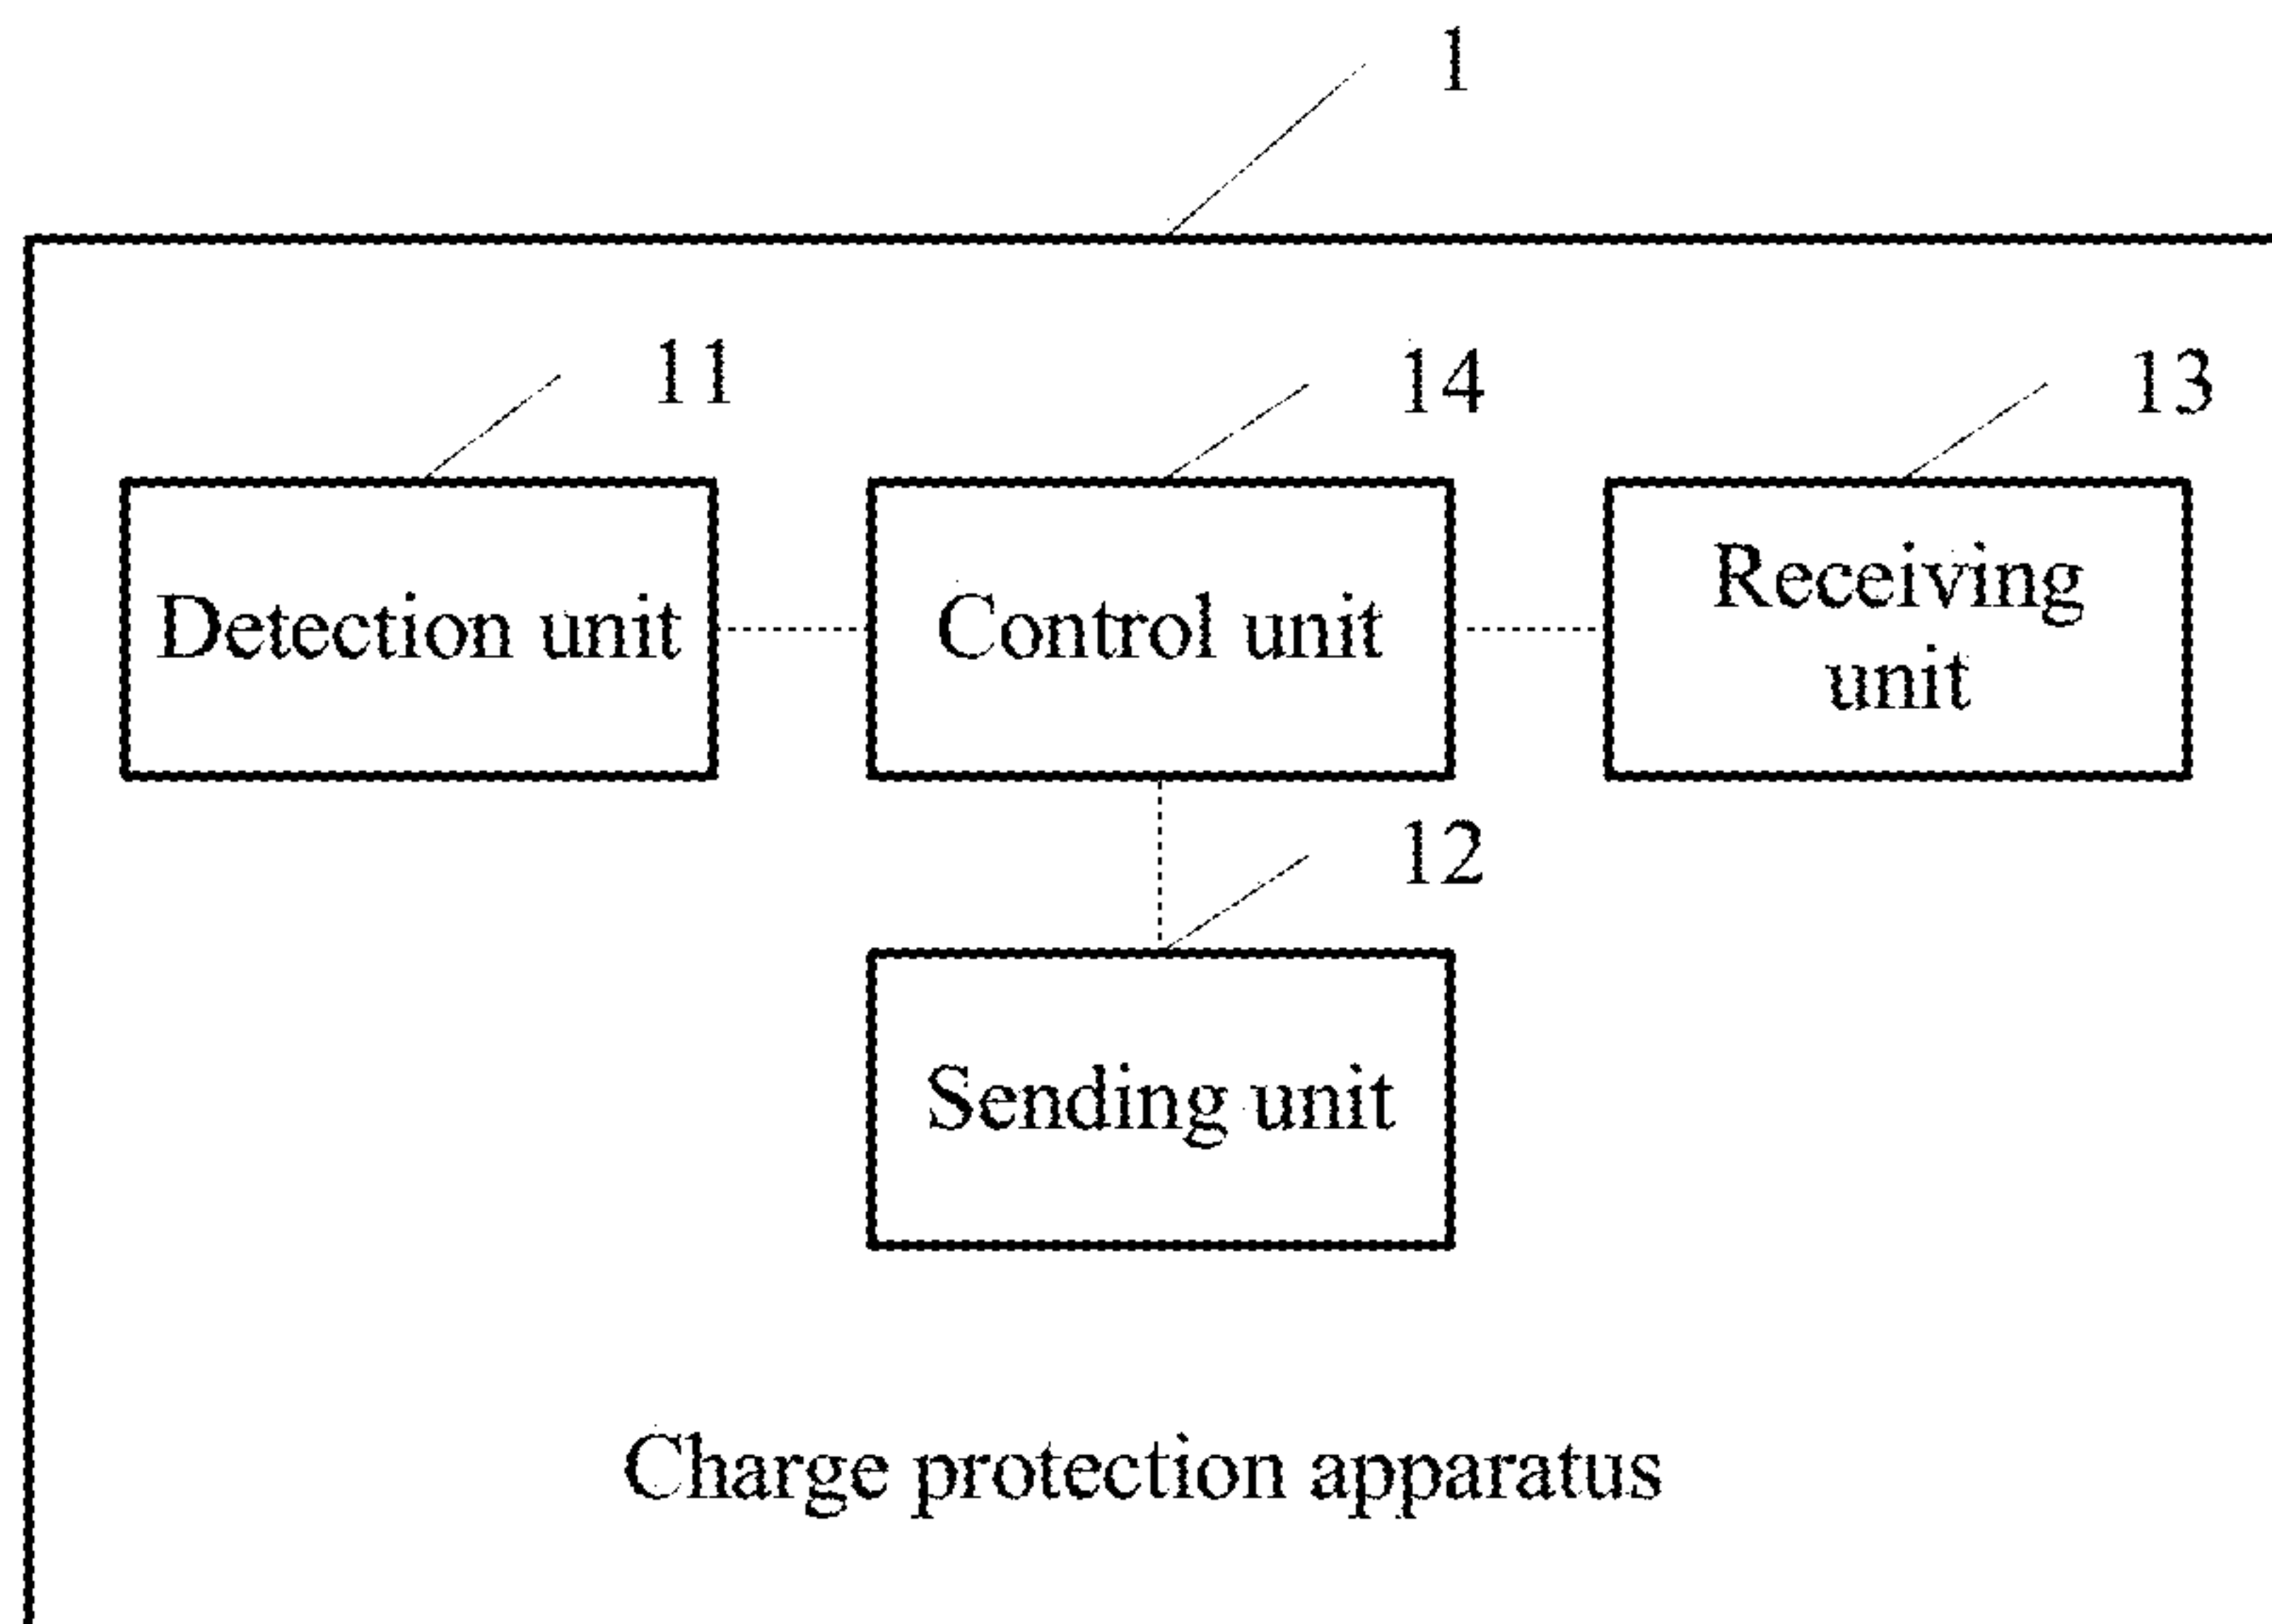 1
11
14
13
Detection unit
Control unit
Receiving
unit
12
Sending unit
Charge protection apparatus